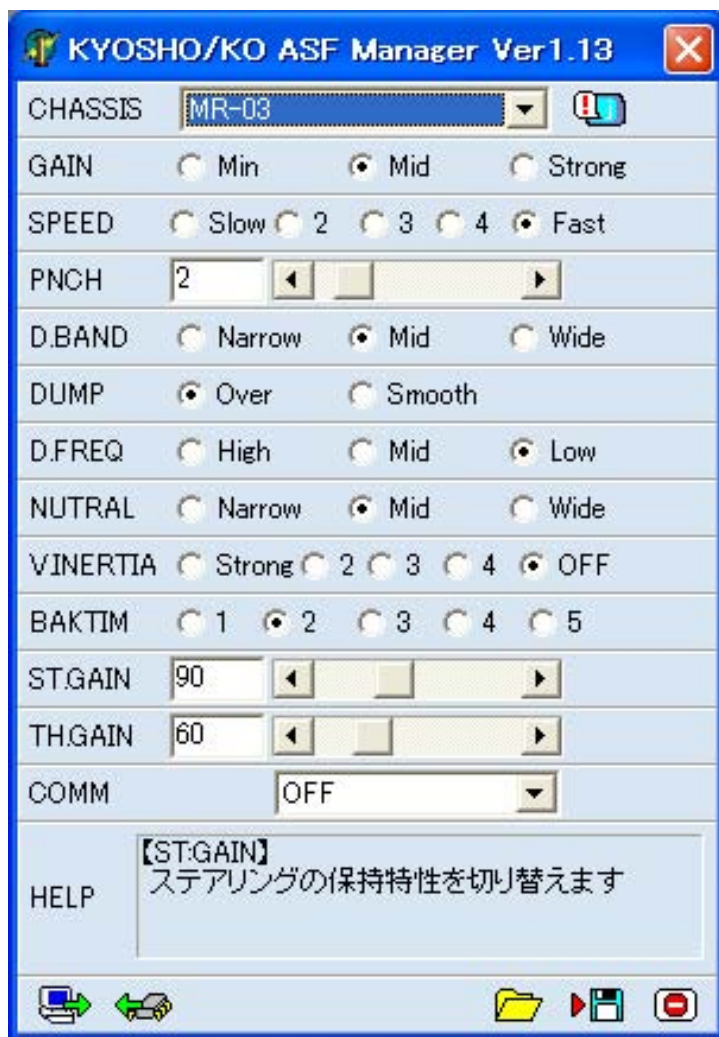 KYOSHO/KO ASF Manager Ver1.13
CHASSIS MR-03
GAIN Min Mid Strong
SPEED Slow 2 3 4 Fast
PNCH 2
D.BAND Narrow Mid Wide
DUMP Over Smooth
D.FREQ High Mid Low
NUTRAL Narrow Mid Wide
V.INERTIA Strong 2 3 4 OFF
BAKTIM 1 2 3 4 5
ST.GAIN 90
TH.GAIN 60
COMM OFF
HELP
【ST:GAIN】
ステアリングの保持特性を切り替えます